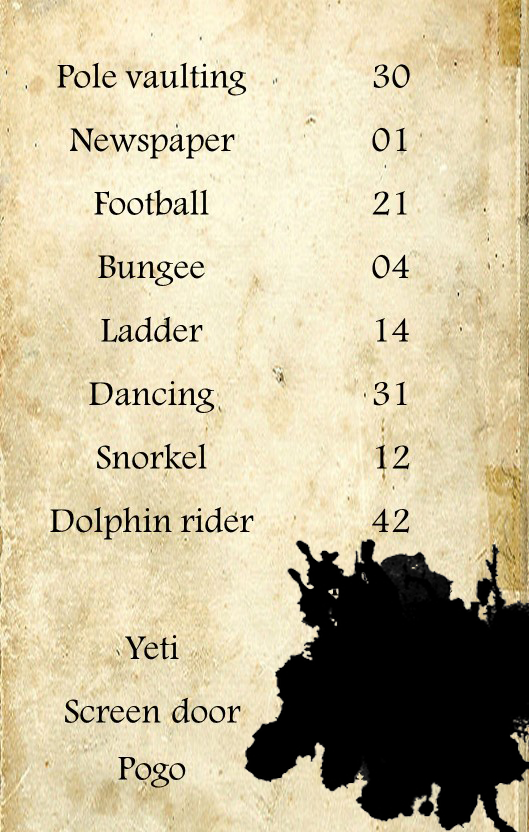 Pole vaulting 30
Newspaper 01
Football 21
Bungee 04
Ladder 14
Dancing 31
Snorkel 12
Dolphin rider 42
Yeti
Screen door
Pogo